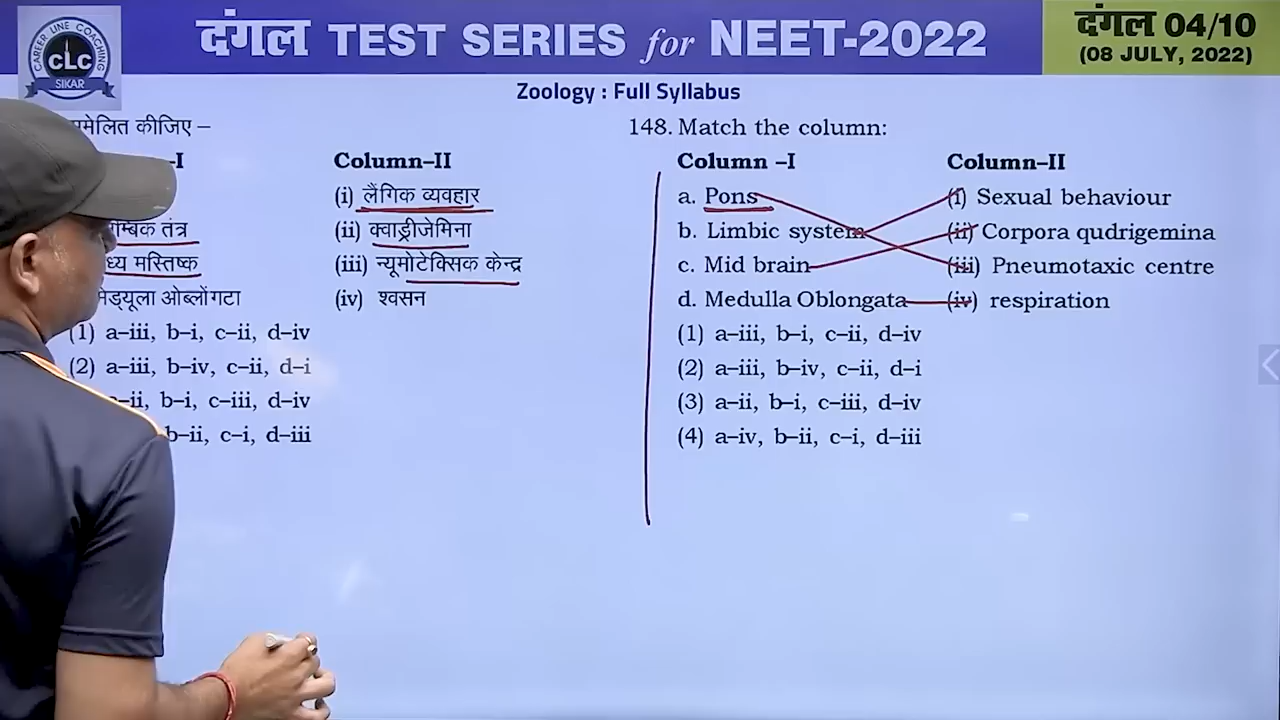 दंगल TEST SERIES for NEET-2022
दंगल 04/10
(08 JULY, 2022)
CAREER LINE COACHING
CLC
SIKAR
Zoology : Full Syllabus
कीजिए –
–I Column–II
(i) लैंगिक व्यवहार
तंत्र (ii) क्वाड्रीजेमिना
मस्तिष्क (iii) न्यूमोटेक्सिक केन्द्र
ओब्लोंगटा (iv) श्वसन
(1) a–iii, b–i, c–ii, d–iv
(2) a–iii, b–iv, c–ii, d–i
–ii, b–i, c–iii, d–iv
b–ii, c–i, d–iii
148. Match the column:
Column –I Column–II
a. Pons (i) Sexual behaviour
b. Limbic system (ii) Corpora qudrigemina
c. Mid brain (iii) Pneumotaxic centre
d. Medulla Oblongata (iv) respiration
(1) a–iii, b–i, c–ii, d–iv
(2) a–iii, b–iv, c–ii, d–i
(3) a–ii, b–i, c–iii, d–iv
(4) a–iv, b–ii, c–i, d–iii